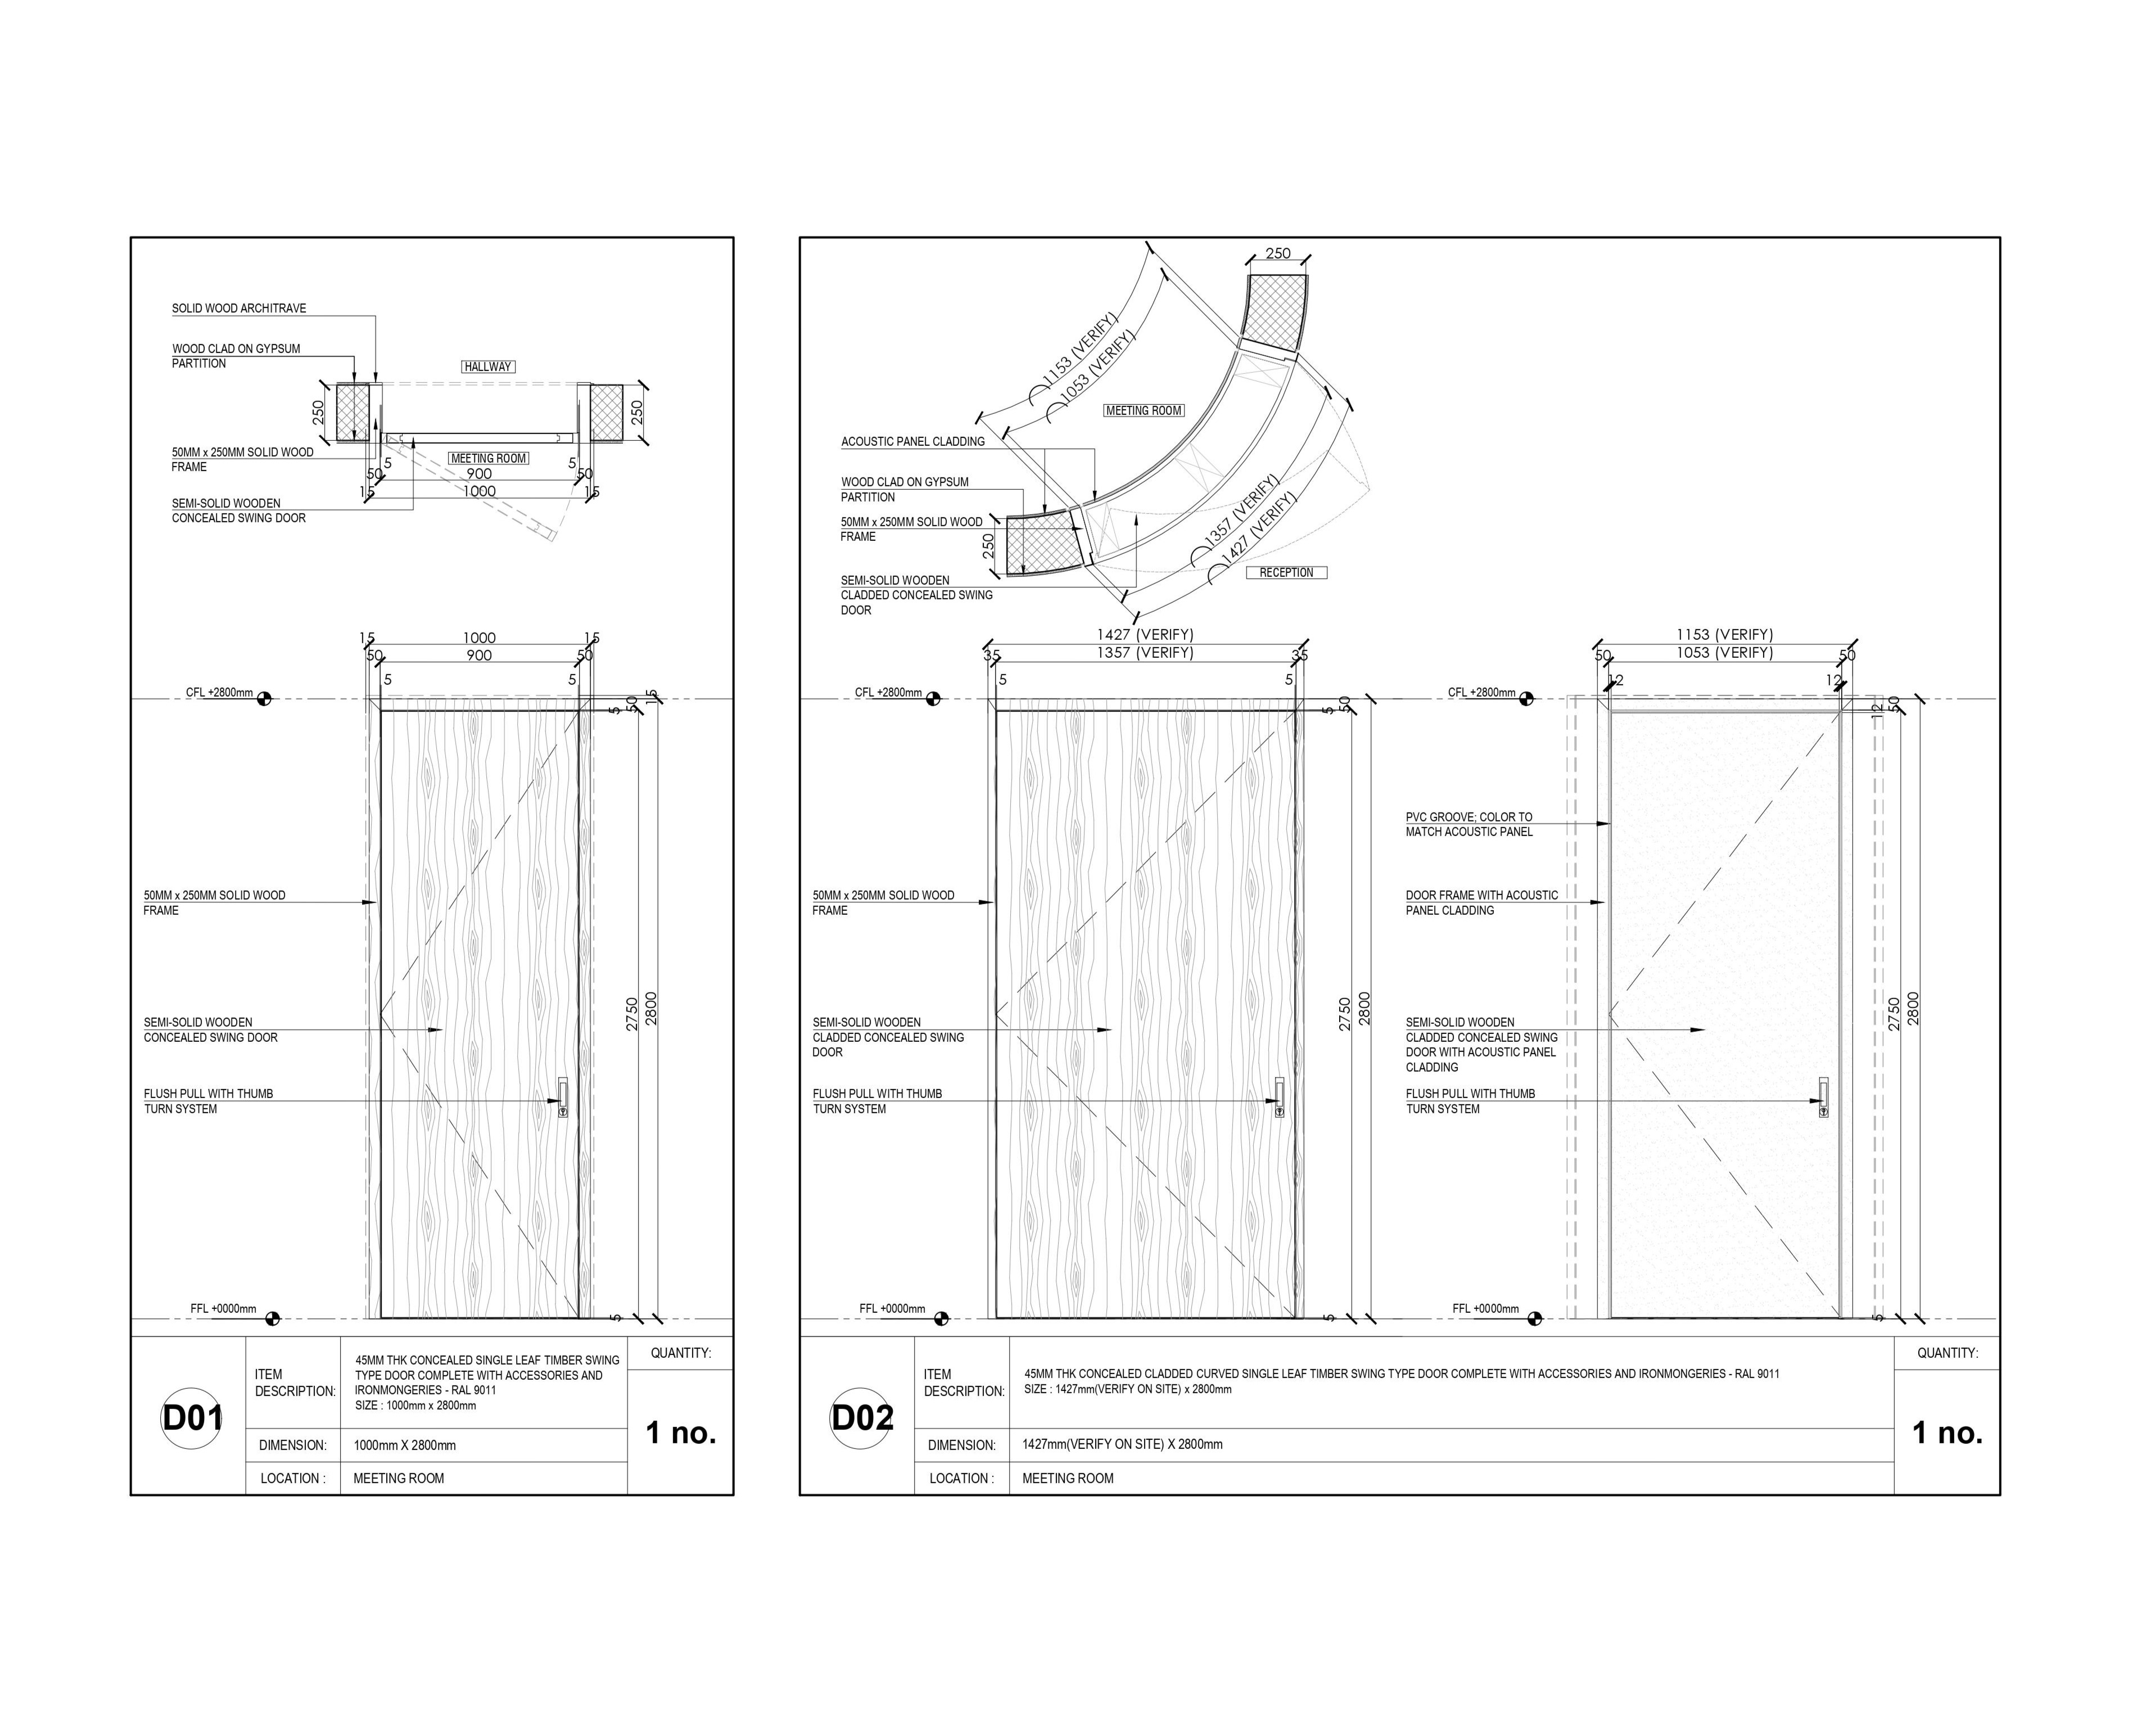 SOLID WOOD ARCHITRAVE
WOOD CLAD ON GYPSUM
PARTITION
HALLWAY
250
250
50MM x 250MM SOLID WOOD
FRAME
MEETING ROOM
5
5
50
900
50
15
1000
15
SEMI-SOLID WOODEN
CONCEALED SWING DOOR
15
1000
15
50
900
50
5
5
CFL +2800mm
15
50
5
50MM x 250MM SOLID WOOD
FRAME
2750
2800
SEMI-SOLID WOODEN
CONCEALED SWING DOOR
FLUSH PULL WITH THUMB
TURN SYSTEM
FFL +0000mm
5
D01
ITEM
DESCRIPTION:
45MM THK CONCEALED SINGLE LEAF TIMBER SWING
TYPE DOOR COMPLETE WITH ACCESSORIES AND
IRONMONGERIES - RAL 9011
SIZE : 1000mm x 2800mm
DIMENSION:
1000mm X 2800mm
LOCATION :
MEETING ROOM
QUANTITY:
1 no.
250
1153 (VERIFY)
1053 (VERIFY)
MEETING ROOM
ACOUSTIC PANEL CLADDING
WOOD CLAD ON GYPSUM
PARTITION
50MM x 250MM SOLID WOOD
FRAME
250
1357 (VERIFY)
1427 (VERIFY)
RECEPTION
SEMI-SOLID WOODEN
CLADDED CONCEALED SWING
DOOR
1427 (VERIFY)
35
1357 (VERIFY)
35
5
5
CFL +2800mm
50
5
50MM x 250MM SOLID WOOD
FRAME
2750
2800
SEMI-SOLID WOODEN
CLADDED CONCEALED SWING
DOOR
FLUSH PULL WITH THUMB
TURN SYSTEM
FFL +0000mm
5
1153 (VERIFY)
50
1053 (VERIFY)
50
12
12
CFL +2800mm
50
12
PVC GROOVE; COLOR TO
MATCH ACOUSTIC PANEL
DOOR FRAME WITH ACOUSTIC
PANEL CLADDING
2750
2800
SEMI-SOLID WOODEN
CLADDED CONCEALED SWING
DOOR WITH ACOUSTIC PANEL
CLADDING
FLUSH PULL WITH THUMB
TURN SYSTEM
FFL +0000mm
5
D02
ITEM
DESCRIPTION:
45MM THK CONCEALED CLADDED CURVED SINGLE LEAF TIMBER SWING TYPE DOOR COMPLETE WITH ACCESSORIES AND IRONMONGERIES - RAL 9011
SIZE : 1427mm(VERIFY ON SITE) x 2800mm
DIMENSION:
1427mm(VERIFY ON SITE) X 2800mm
LOCATION :
MEETING ROOM
QUANTITY:
1 no.